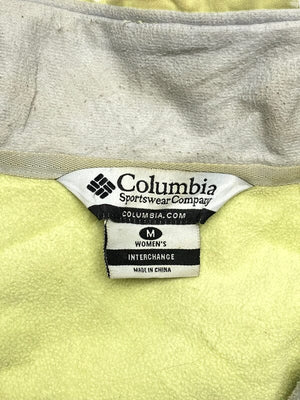 Columbia
Sportswear Company
COLUMBIA.COM
M
WOMEN'S
INTERCHANGE
MADE IN CHINA